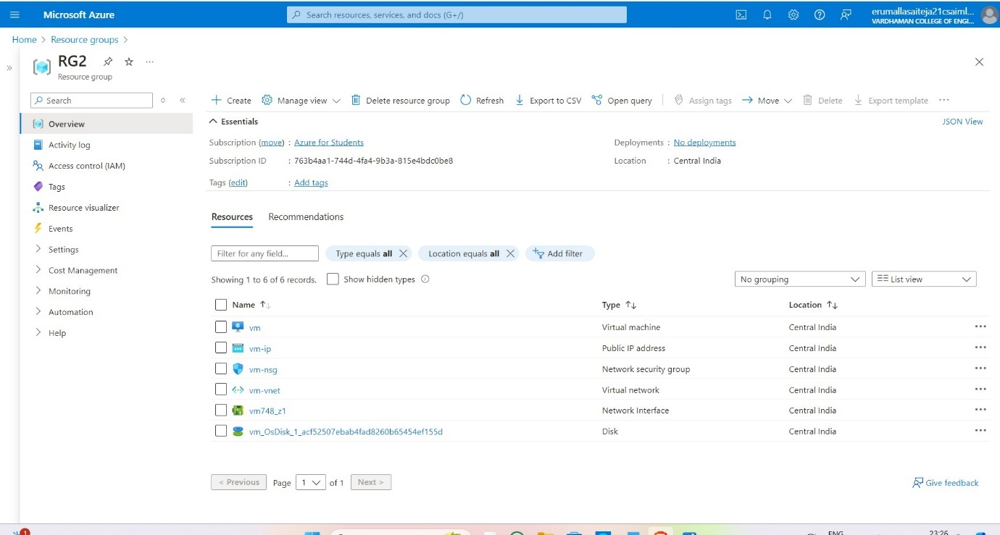 Microsoft Azure
Search resources, services, and docs (G+/)
erumallasaiteja21csaiml...
VARDHAMAN COLLEGE OF ENGI...
Home > Resource groups >
RG2
Resource group
Search
Overview
Activity log
Access control (IAM)
Tags
Resource visualizer
Events
Settings
Cost Management
Monitoring
Automation
Help
Create Manage view Delete resource group Refresh Export to CSV Open query Assign tags Move Delete Export template
Essentials JSON View
Subscription (move) : Azure for Students Deployments : No deployments
Subscription ID : 763b4aa1-744d-4fa4-9b3a-815e4bdc0be8 Location : Central India
Tags (edit) : Add tags
Resources Recommendations
Filter for any field... Type equals all Location equals all Add filter
Showing 1 to 6 of 6 records. Show hidden types No grouping List view
Name Type Location
vm Virtual machine Central India
vm-ip Public IP address Central India
vm-nsg Network security group Central India
vm-vnet Virtual network Central India
vm748_z1 Network Interface Central India
vm_OsDisk_1_acf52507ebab4fad8260b65454ef155d Disk Central India
< Previous Page 1 of 1 Next > Give feedback
1 ENG 23:26